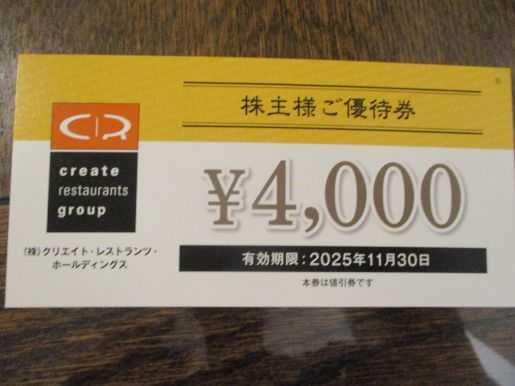 株主様ご優待券
CR
create
restaurants
group
¥4,000
(株)クリエイト・レストランツ・
ホールディングス
有効期限:2025年11月30日
本券は値引券です